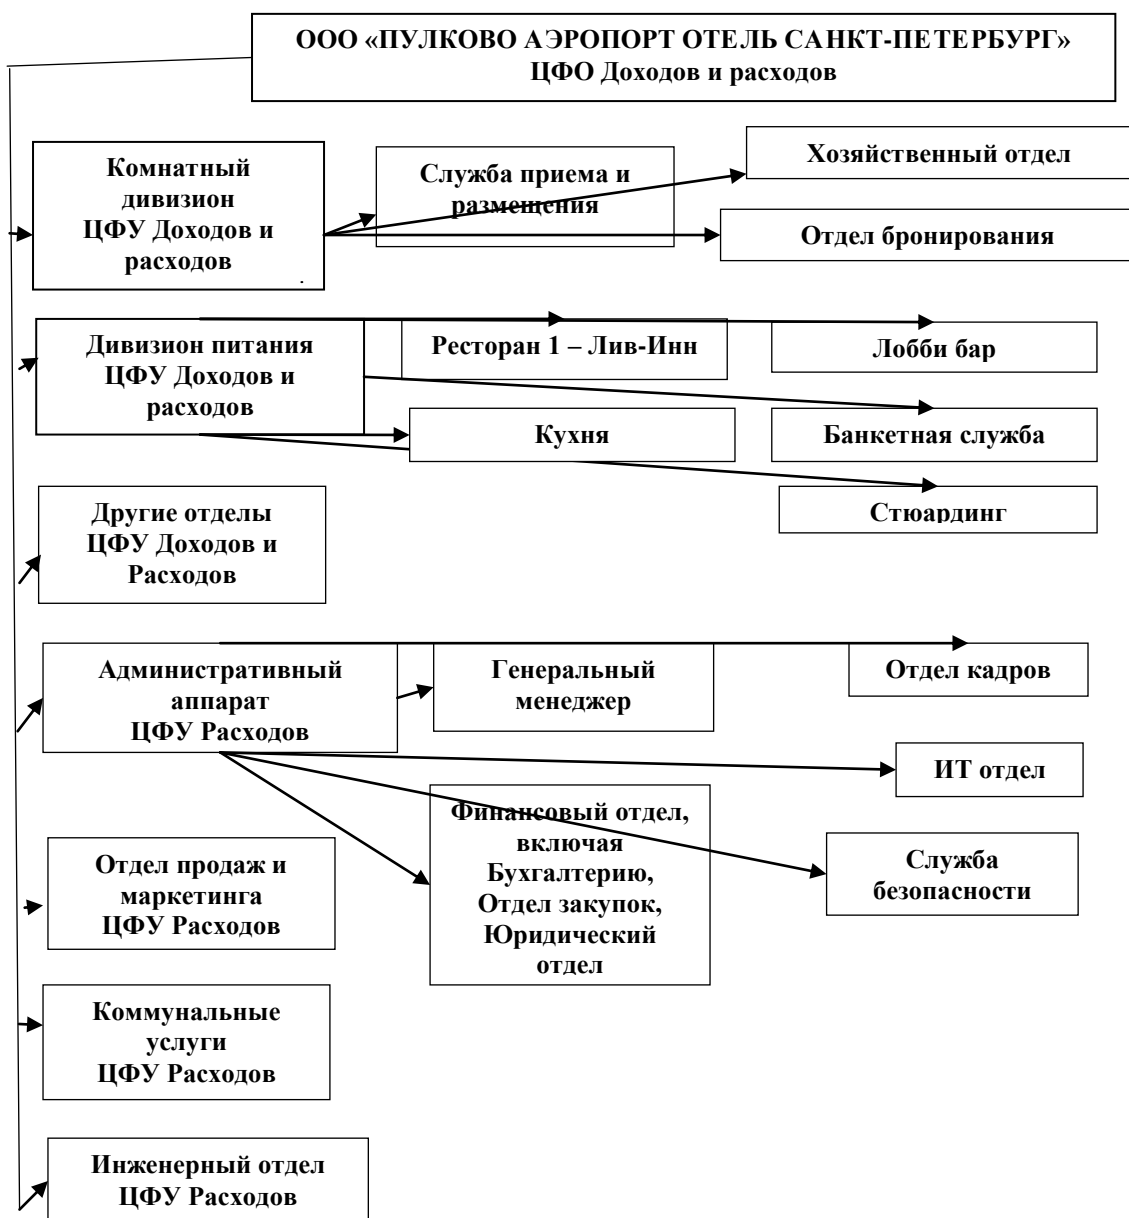 ООО «ПУЛКОВО АЭРОПОРТ ОТЕЛЬ САНКТ-ПЕТЕРБУРГ»
ЦФО Доходов и расходов
Комнатный
дивизион
ЦФУ Доходов и
расходов
.
Служба приема и
размещения
Хозяйственный отдел
Отдел бронирования
Дивизион питания
ЦФУ Доходов и
расходов
Ресторан 1 – Лив-Инн
Лобби бар
Кухня
Банкетная служба
Стюардинг
Другие отделы
ЦФУ Доходов и
Расходов
Административный
аппарат
ЦФУ Расходов
Генеральный
менеджер
Отдел кадров
ИТ отдел
Финансовый отдел,
включая
Бухгалтерию,
Отдел закупок,
Юридический
отдел
Служба
безопасности
Отдел продаж и
маркетинга
ЦФУ Расходов
Коммунальные
услуги
ЦФУ Расходов
Инженерный отдел
ЦФУ Расходов